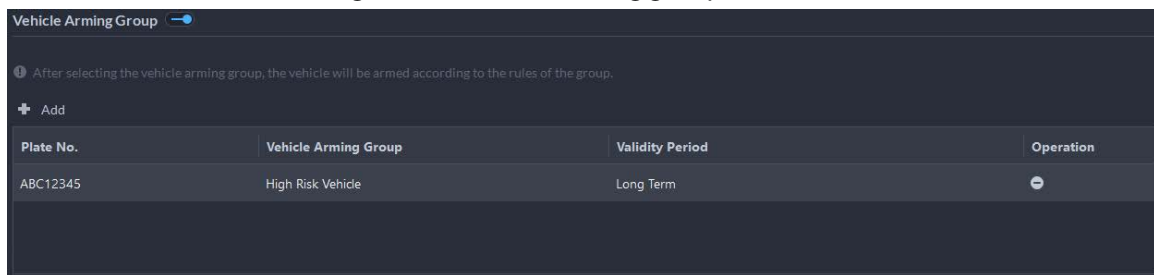 Vehicle Arming Group
After selecting the vehicle arming group, the vehicle will be armed according to the rules of the group.
Add
Plate No. Vehicle Arming Group Validity Period Operation
ABC12345 High Risk Vehicle Long Term